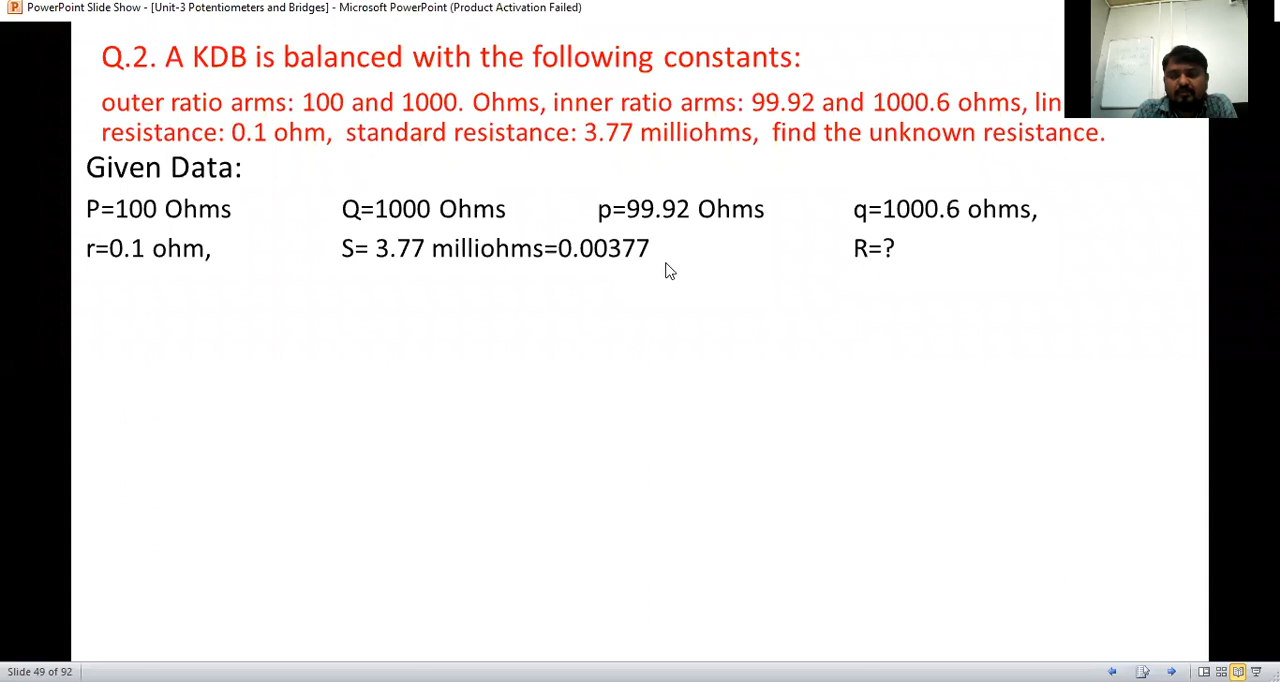 PowerPoint Slide Show - [Unit-3 Potentiometers and Bridges] - Microsoft PowerPoint (Product Activation Failed)
Q.2. A KDB is balanced with the following constants:
outer ratio arms: 100 and 1000. Ohms, inner ratio arms: 99.92 and 1000.6 ohms, lin
resistance: 0.1 ohm, standard resistance: 3.77 milliohms, find the unknown resistance.
Given Data:
P=100 Ohms Q=1000 Ohms p=99.92 Ohms q=1000.6 ohms,
r=0.1 ohm, S= 3.77 milliohms=0.00377 R=?
Slide 49 of 92